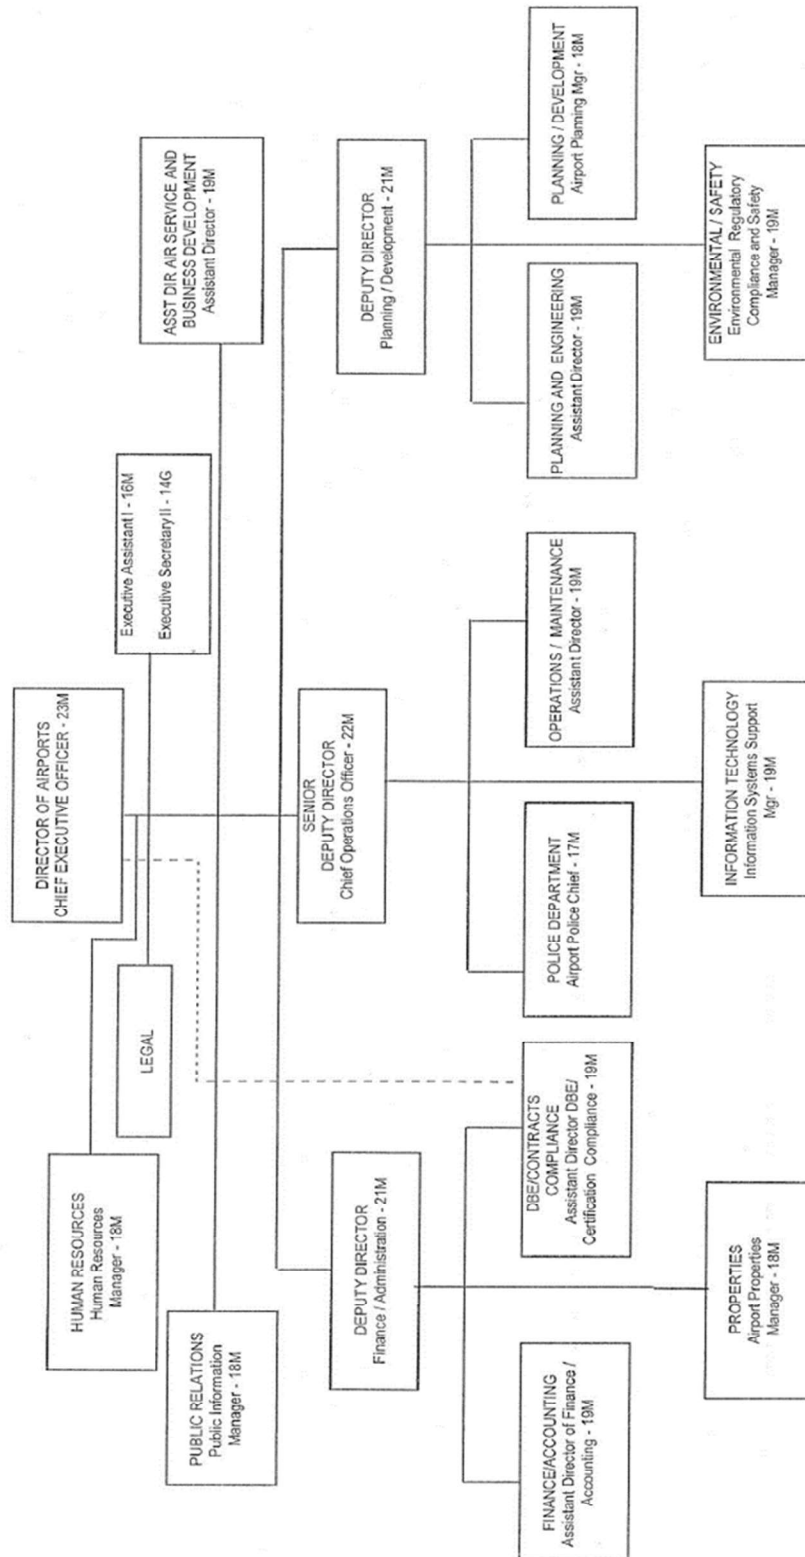 DIRECTOR OF AIRPORTS
CHIEF EXECUTIVE OFFICER - 23M
HUMAN RESOURCES
Human Resources
Manager - 18M
LEGAL
Executive Assistant I - 16M
Executive Secretary II - 14G
PUBLIC RELATIONS
Public Information
Manager - 18M
ASST DIR AIR SERVICE AND
BUSINESS DEVELOPMENT
Assistant Director - 19M
DEPUTY DIRECTOR
Finance / Administration - 21M
SENIOR
DEPUTY DIRECTOR
Chief Operations Officer - 22M
DEPUTY DIRECTOR
Planning / Development - 21M
FINANCE/ACCOUNTING
Assistant Director of Finance /
Accounting - 19M
DBE/CONTRACTS
COMPLIANCE
Assistant Director DBE/
Certification Compliance - 19M
POLICE DEPARTMENT
Airport Police Chief - 17M
OPERATIONS / MAINTENANCE
Assistant Director - 19M
PLANNING AND ENGINEERING
Assistant Director - 19M
PLANNING / DEVELOPMENT
Airport Planning Mgr - 18M
PROPERTIES
Airport Properties
Manager - 18M
INFORMATION TECHNOLOGY
Information Systems Support
Mgr - 19M
ENVIRONMENTAL / SAFETY
Environmental Regulatory
Compliance and Safety
Manager - 19M